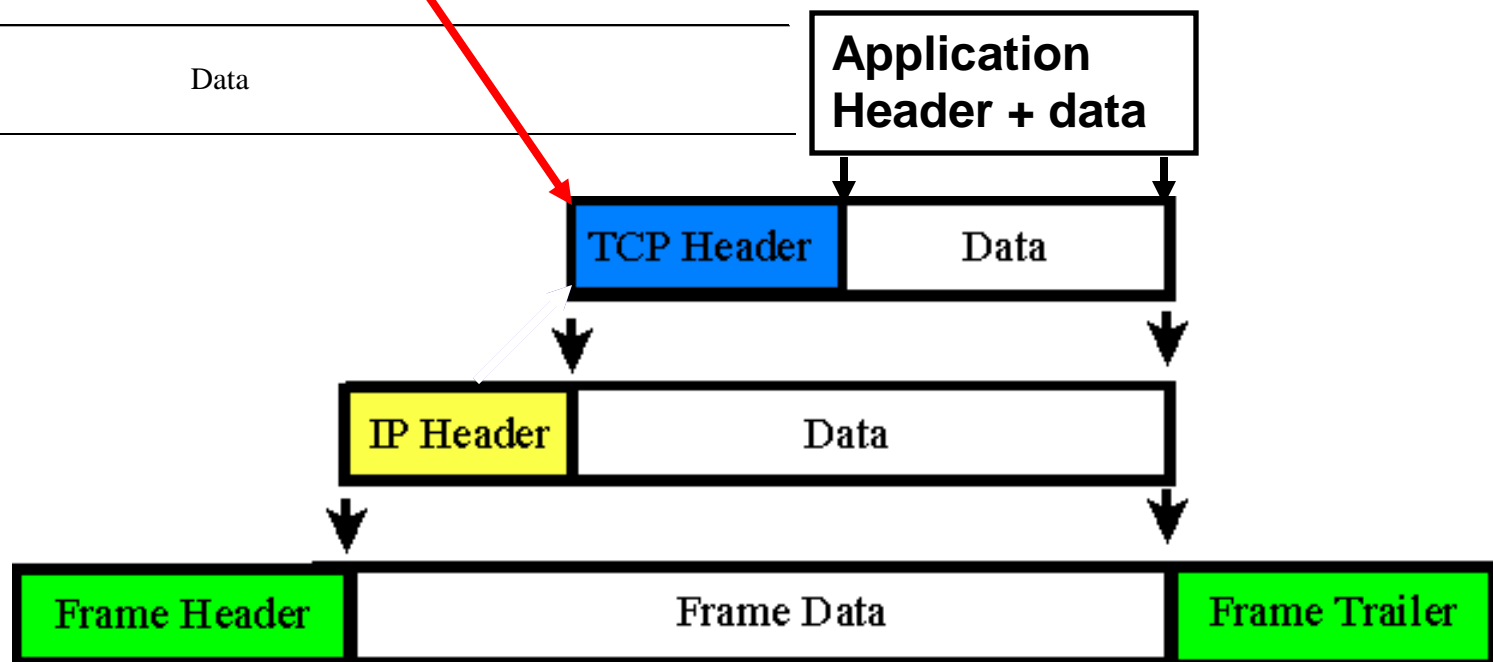 Data
Application
Header + data
TCP Header
Data
IP Header
Data
Frame Header
Frame Data
Frame Trailer